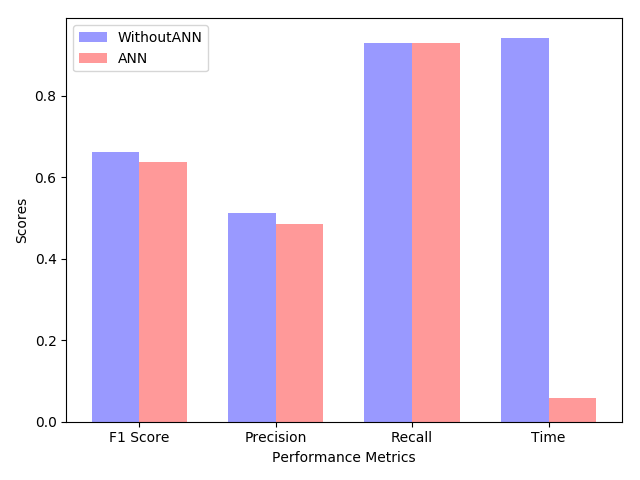 WithoutANN
ANN
Scores
0.8
0.6
0.4
0.2
0.0
F1 Score Precision Recall Time
Performance Metrics